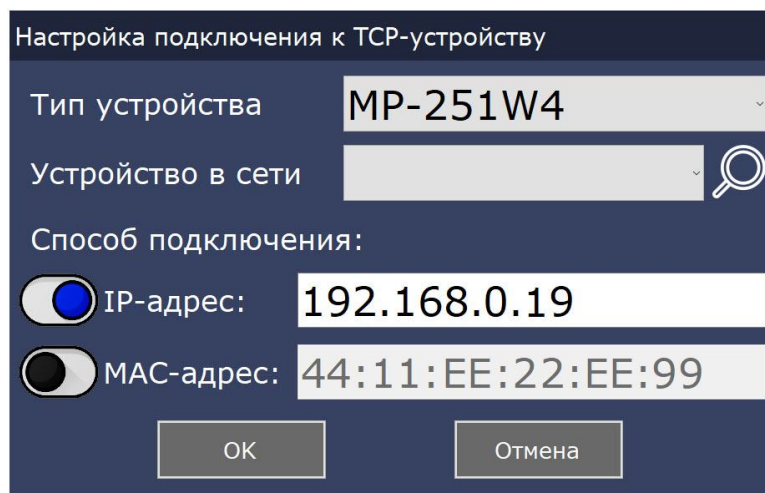 Настройка подключения к TCP-устройству
Тип устройства MP-251W4
Устройство в сети
Способ подключения:
IP-адрес: 192.168.0.19
MAC-адрес: 44:11:EE:22:EE:99
OK Отмена